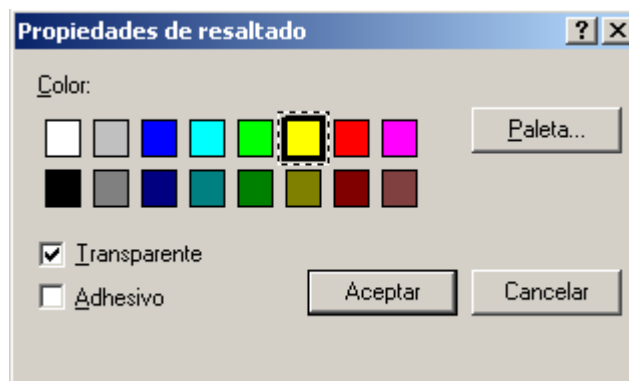 Propiedades de resaltado
Color:
Paleta...
Transparente
Adhesivo
Aceptar
Cancelar